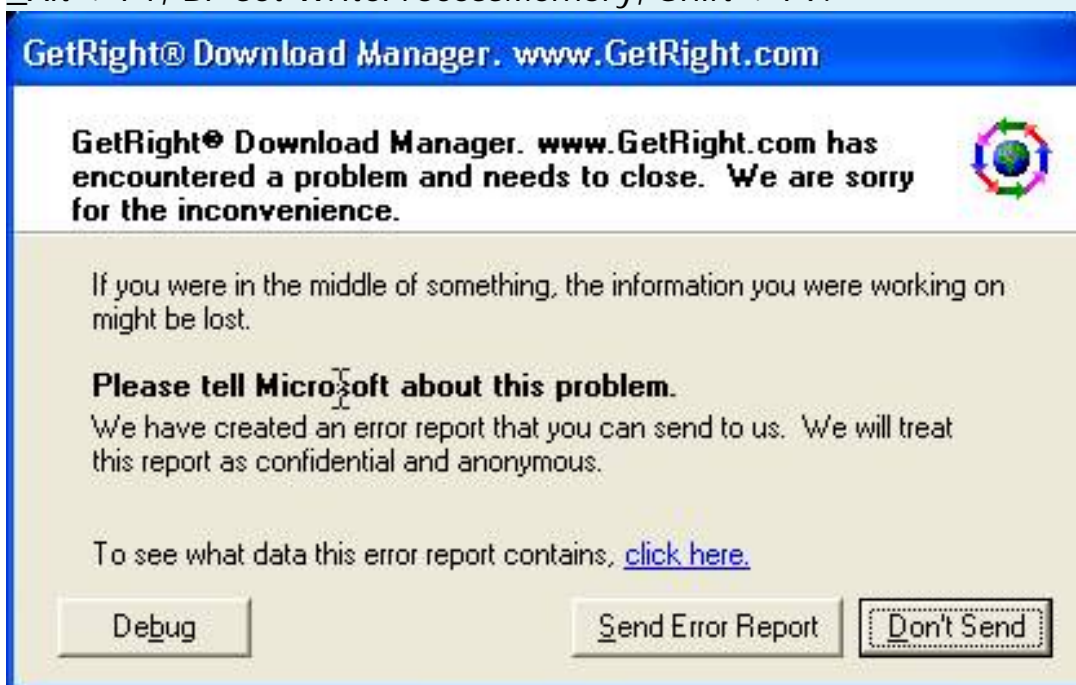 GetRight® Download Manager. www.GetRight.com
GetRight® Download Manager. www.GetRight.com has
encountered a problem and needs to close. We are sorry
for the inconvenience.
If you were in the middle of something, the information you were working on
might be lost.
Please tell Microsoft about this problem.
We have created an error report that you can send to us. We will treat
this report as confidential and anonymous.
To see what data this error report contains, click here.
Debug
Send Error Report
Don't Send